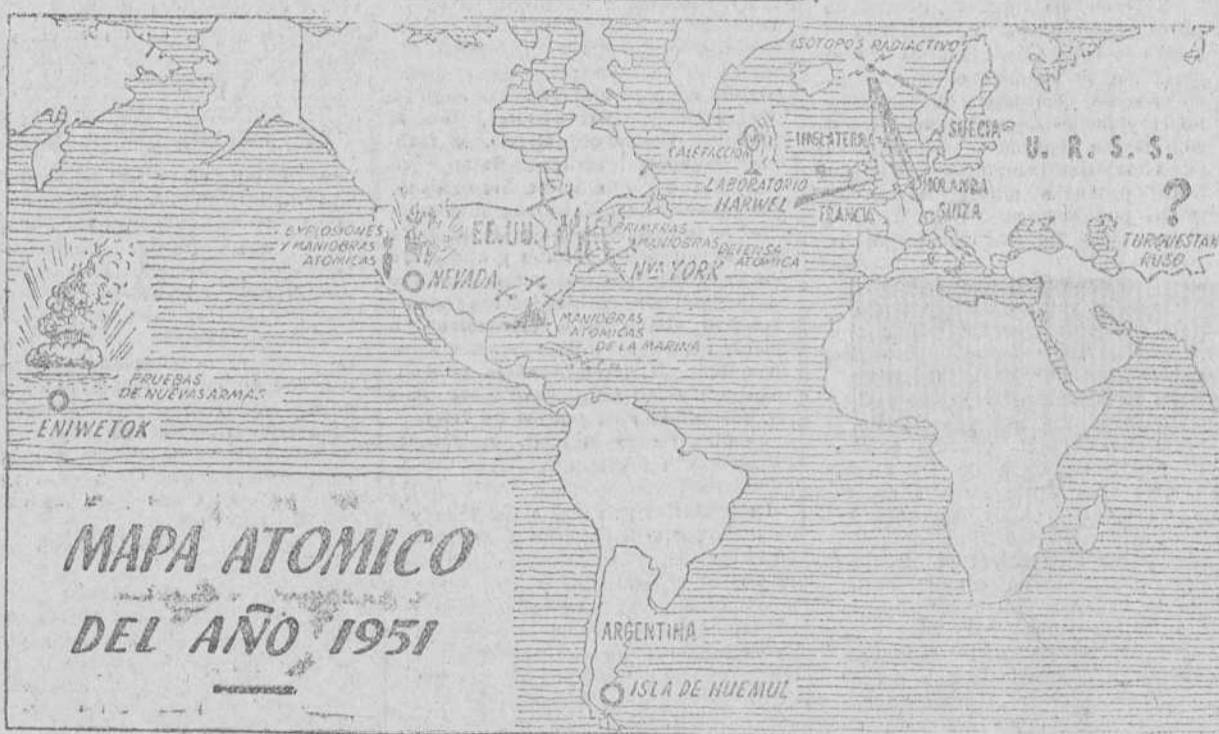 ISOTOPOS RADIACTIVO
CALEFACCION
INGLATERRA
SUECIA
U. R. S. S.
LABORATORIO
HARWEL
HOLANDA
FRANCIA
SUIZA
?
TURQUESTAN
RUSO
EXPLOSIONES
Y MANIOBRAS
ATOMICAS
EE.UU.
PRIMERAS
MANIOBRAS
DEFENSA
ATOMICA
NEVADA
NVA YORK
MANIOBRAS
ATOMICAS
DE LA MARINA
PRUEBAS
DE NUEVAS ARMAS
ENIWETOK
MAPA ATOMICO
DEL AÑO 1951
ARGENTINA
ISLA DE HUEMUL